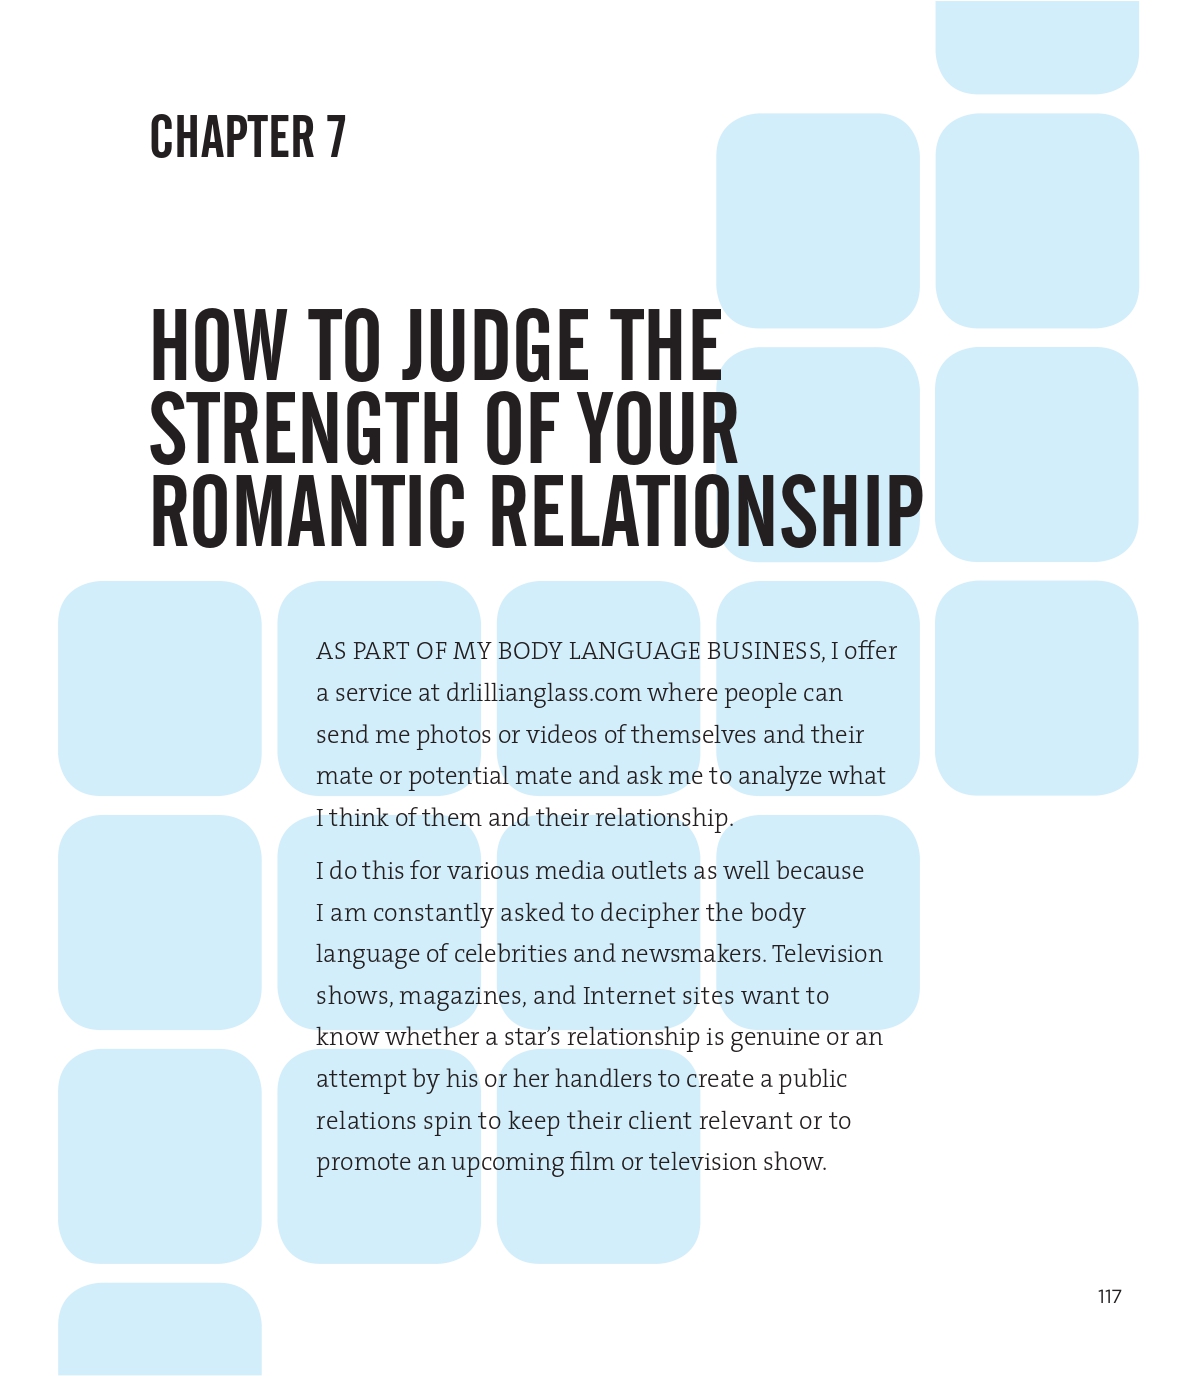 CHAPTER 7
HOW TO JUDGE THE
STRENGTH OF YOUR
ROMANTIC RELATIONSHIP
AS PART OF MY BODY LANGUAGE BUSINESS, I offer
a service at drlillianglass.com where people can
send me photos or videos of themselves and their
mate or potential mate and ask me to analyze what
I think of them and their relationship.
I do this for various media outlets as well because
I am constantly asked to decipher the body
language of celebrities and newsmakers. Television
shows, magazines, and Internet sites want to
know whether a star’s relationship is genuine or an
attempt by his or her handlers to create a public
relations spin to keep their client relevant or to
promote an upcoming film or television show.
117